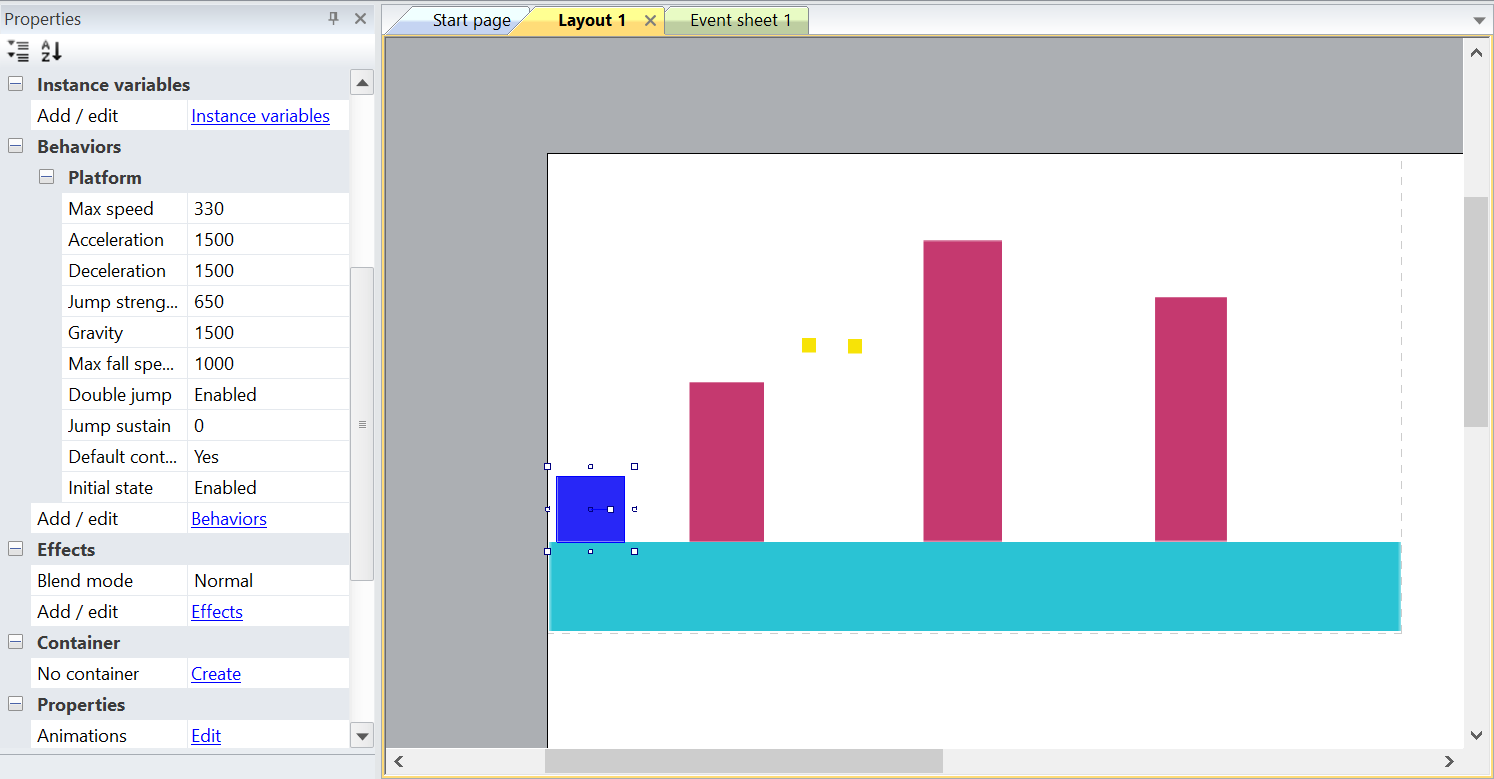 Properties
Start page
Layout 1
Event sheet 1
Instance variables
Add / edit Instance variables
Behaviors
Platform
Max speed 330
Acceleration 1500
Deceleration 1500
Jump streng... 650
Gravity 1500
Max fall spe... 1000
Double jump Enabled
Jump sustain 0
Default cont... Yes
Initial state Enabled
Add / edit Behaviors
Effects
Blend mode Normal
Add / edit Effects
Container
No container Create
Properties
Animations Edit